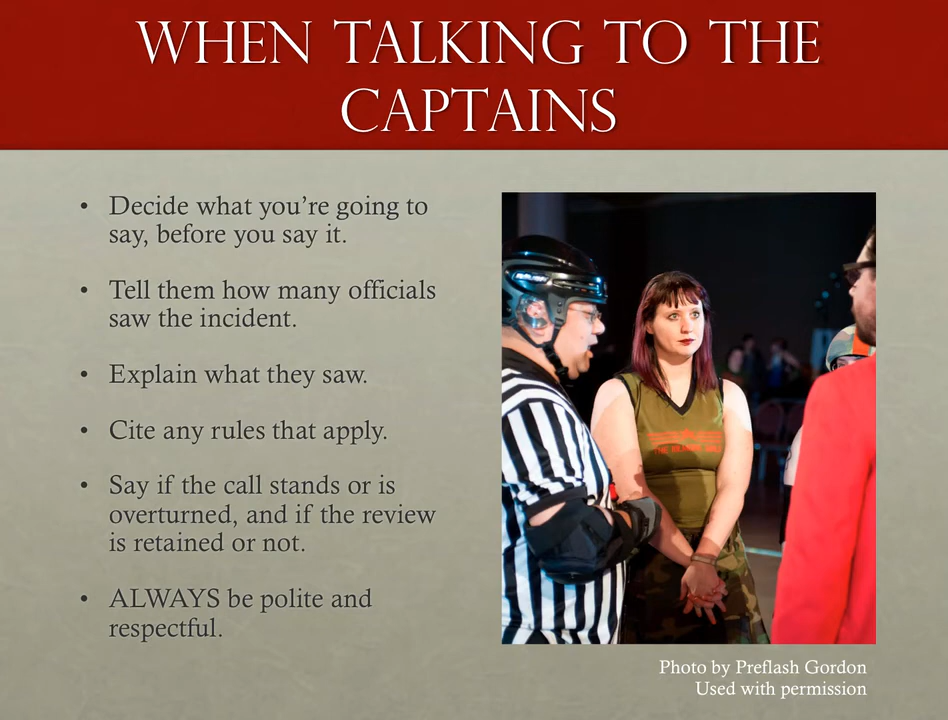 WHEN TALKING TO THE
CAPTAINS
• Decide what you’re going to
say, before you say it.
• Tell them how many officials
saw the incident.
• Explain what they saw.
• Cite any rules that apply.
• Say if the call stands or is
overturned, and if the review
is retained or not.
• ALWAYS be polite and
respectful.
Photo by Preflash Gordon
Used with permission